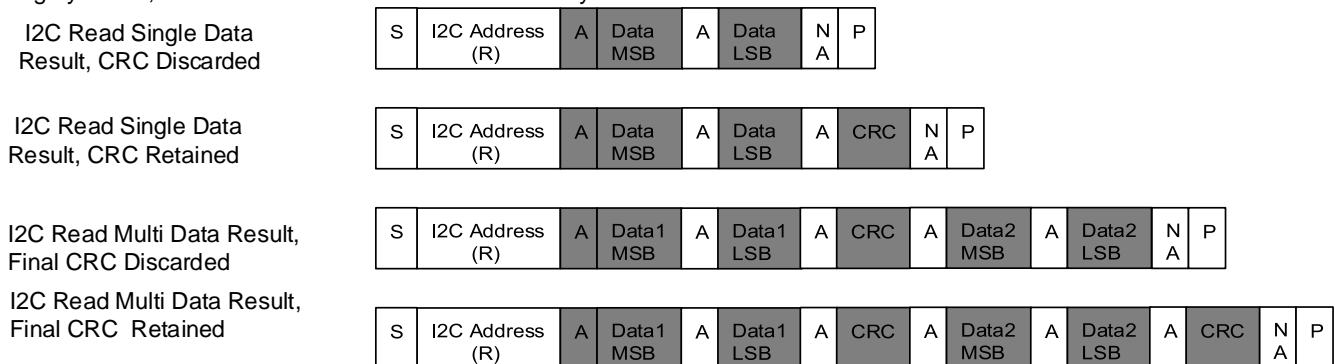 I2C Read Single Data
Result, CRC Discarded
S I2C Address A Data A Data N P
(R) MSB LSB A
I2C Read Single Data
Result, CRC Retained
S I2C Address A Data A Data A CRC N P
(R) MSB LSB A
I2C Read Multi Data Result,
Final CRC Discarded
S I2C Address A Data1 A Data1 A CRC A Data2 A Data2 N P
(R) MSB LSB MSB LSB A
I2C Read Multi Data Result,
Final CRC Retained
S I2C Address A Data1 A Data1 A CRC A Data2 A Data2 A CRC N P
(R) MSB LSB MSB LSB A